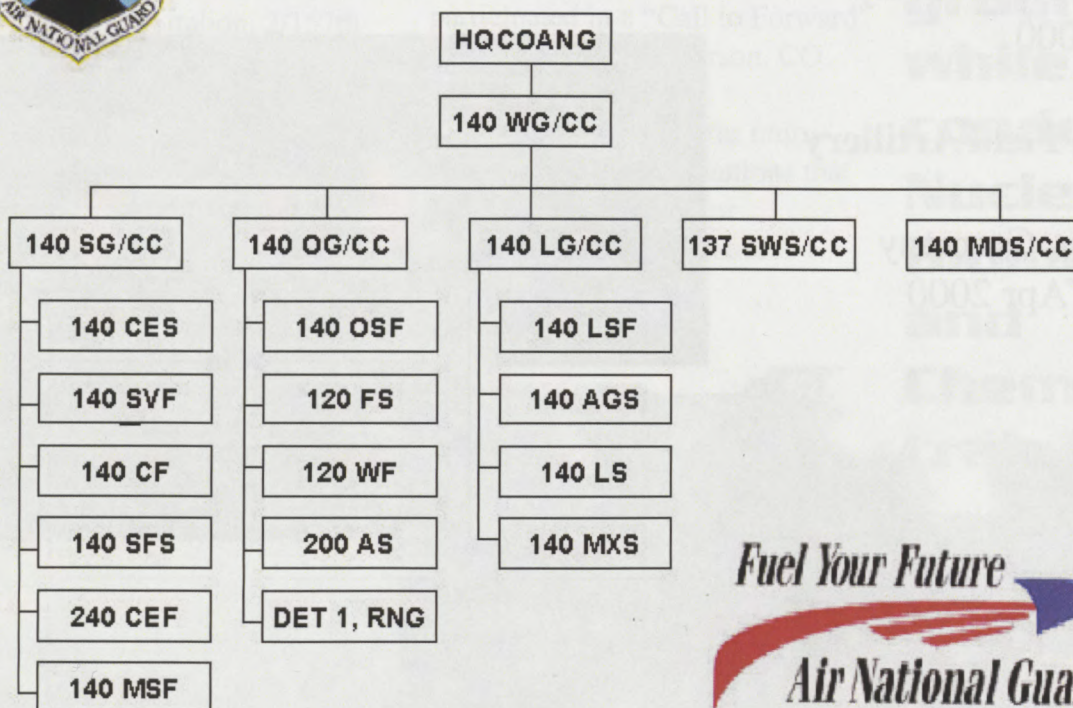 AIR NATIONAL GUARD
HQCOANG
140 WG/CC
140 SG/CC
140 OG/CC
140 LG/CC
137 SWS/CC
140 MDS/CC
140 CES
140 SVF
140 CF
140 SFS
240 CEF
140 MSF
140 OSF
120 FS
120 WF
200 AS
DET 1, RNG
140 LSF
140 AGS
140 LS
140 MXS
Fuel Your Future
Air National Gua